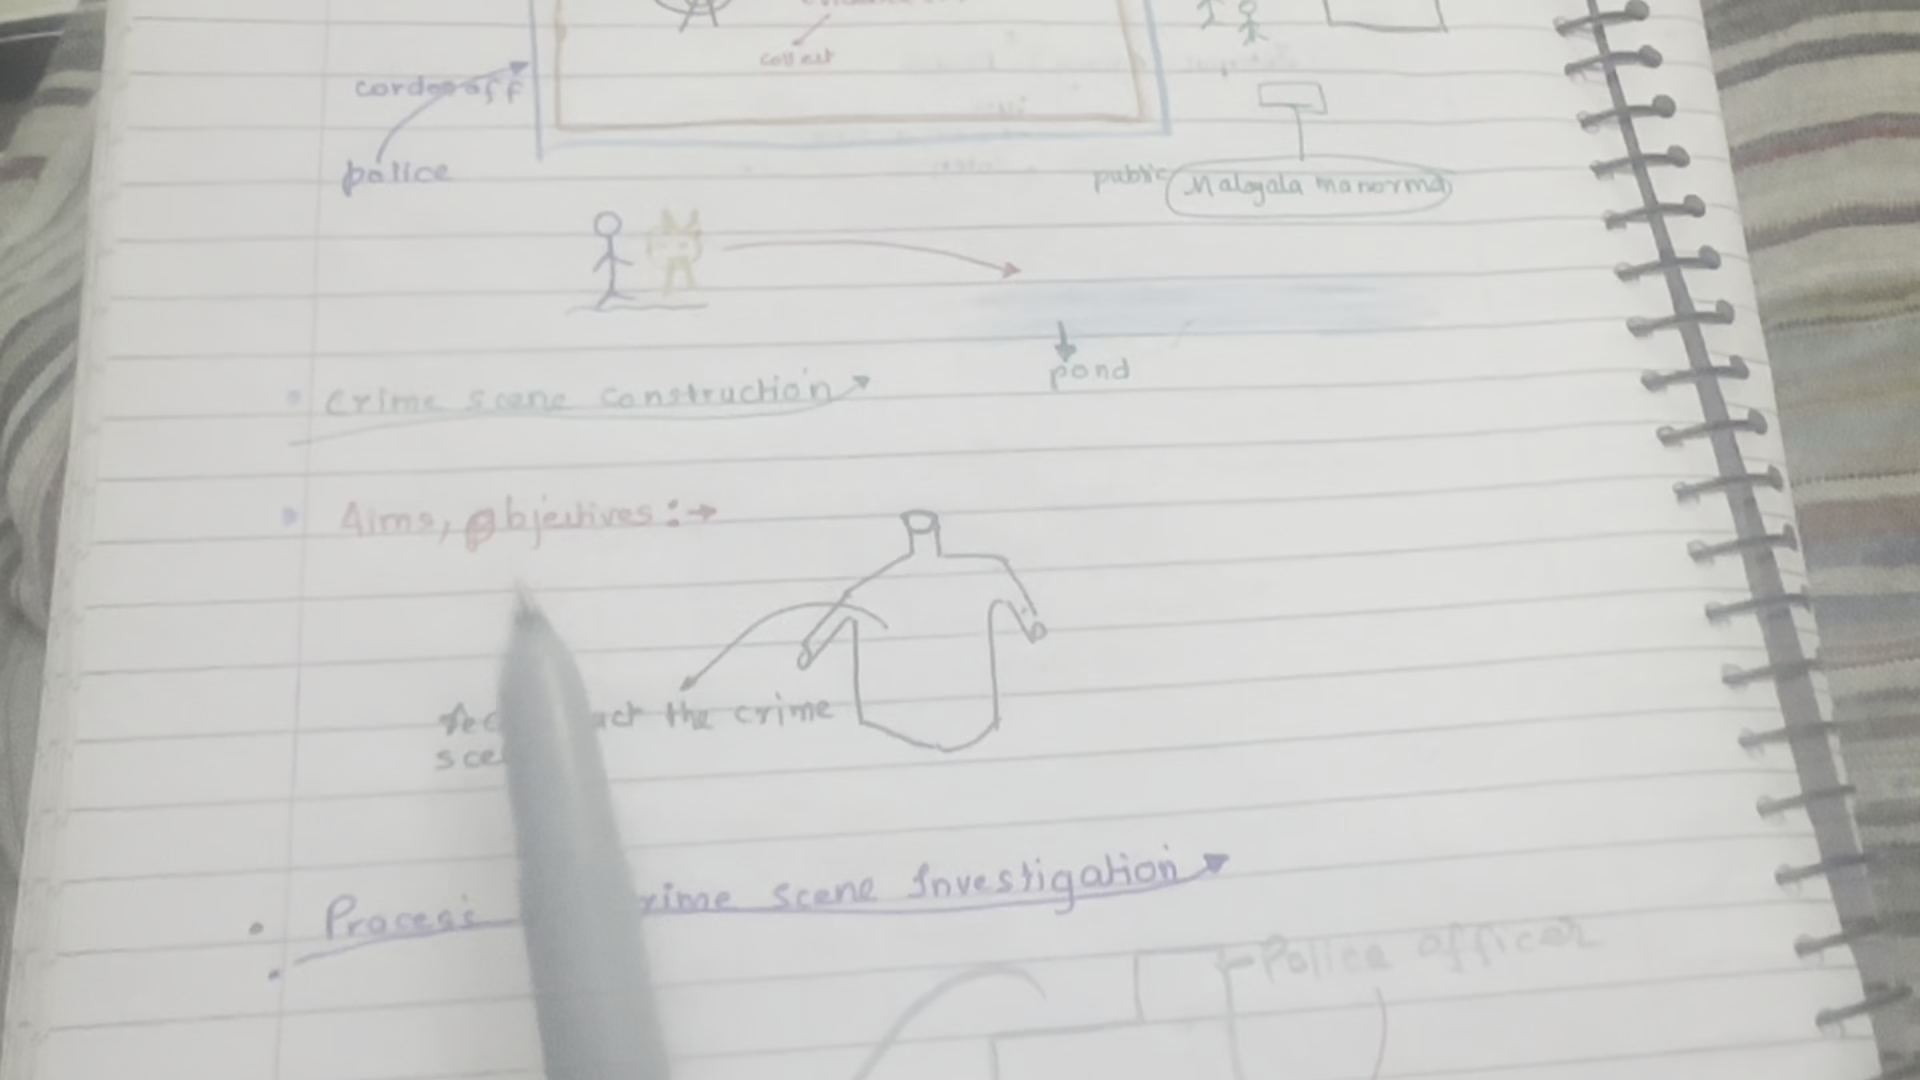 collect
cordon off
police
public Malayala manorma
pond
Crime scene construction
Aims, objectives :→
the crime
Process
crime scene Investigation
Police officer